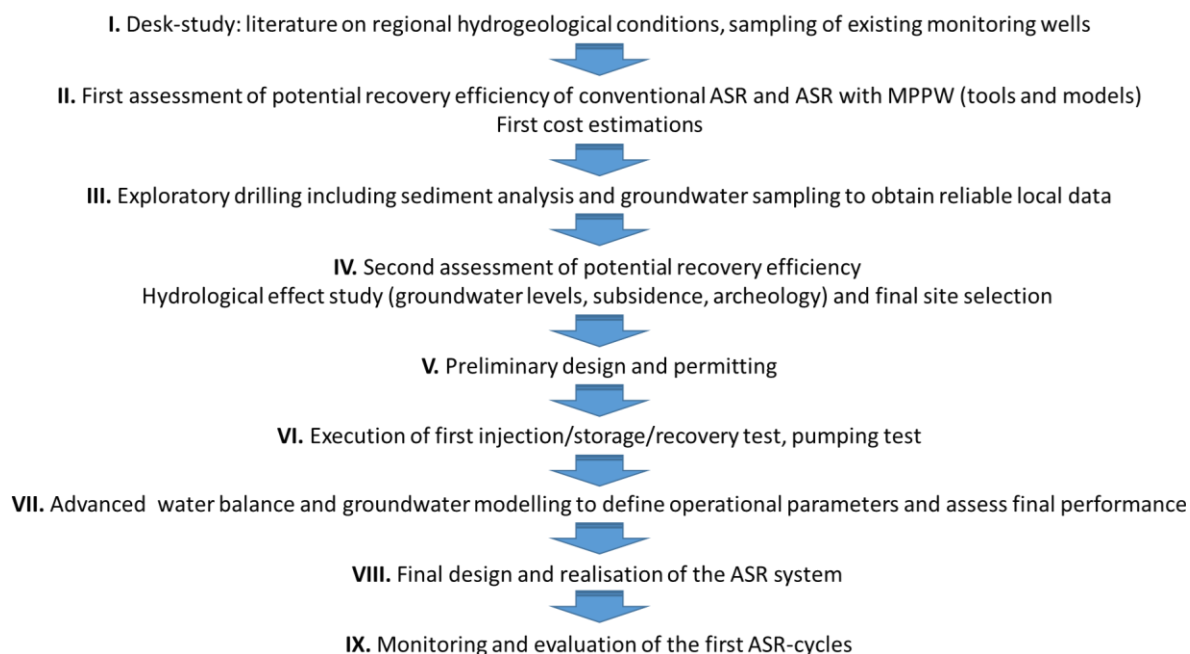 I. Desk-study: literature on regional hydrogeological conditions, sampling of existing monitoring wells
II. First assessment of potential recovery efficiency of conventional ASR and ASR with MPPW (tools and models)
First cost estimations
III. Exploratory drilling including sediment analysis and groundwater sampling to obtain reliable local data
IV. Second assessment of potential recovery efficiency
Hydrological effect study (groundwater levels, subsidence, archeology) and final site selection
V. Preliminary design and permitting
VI. Execution of first injection/storage/recovery test, pumping test
VII. Advanced water balance and groundwater modelling to define operational parameters and assess final performance
VIII. Final design and realisation of the ASR system
IX. Monitoring and evaluation of the first ASR-cycles